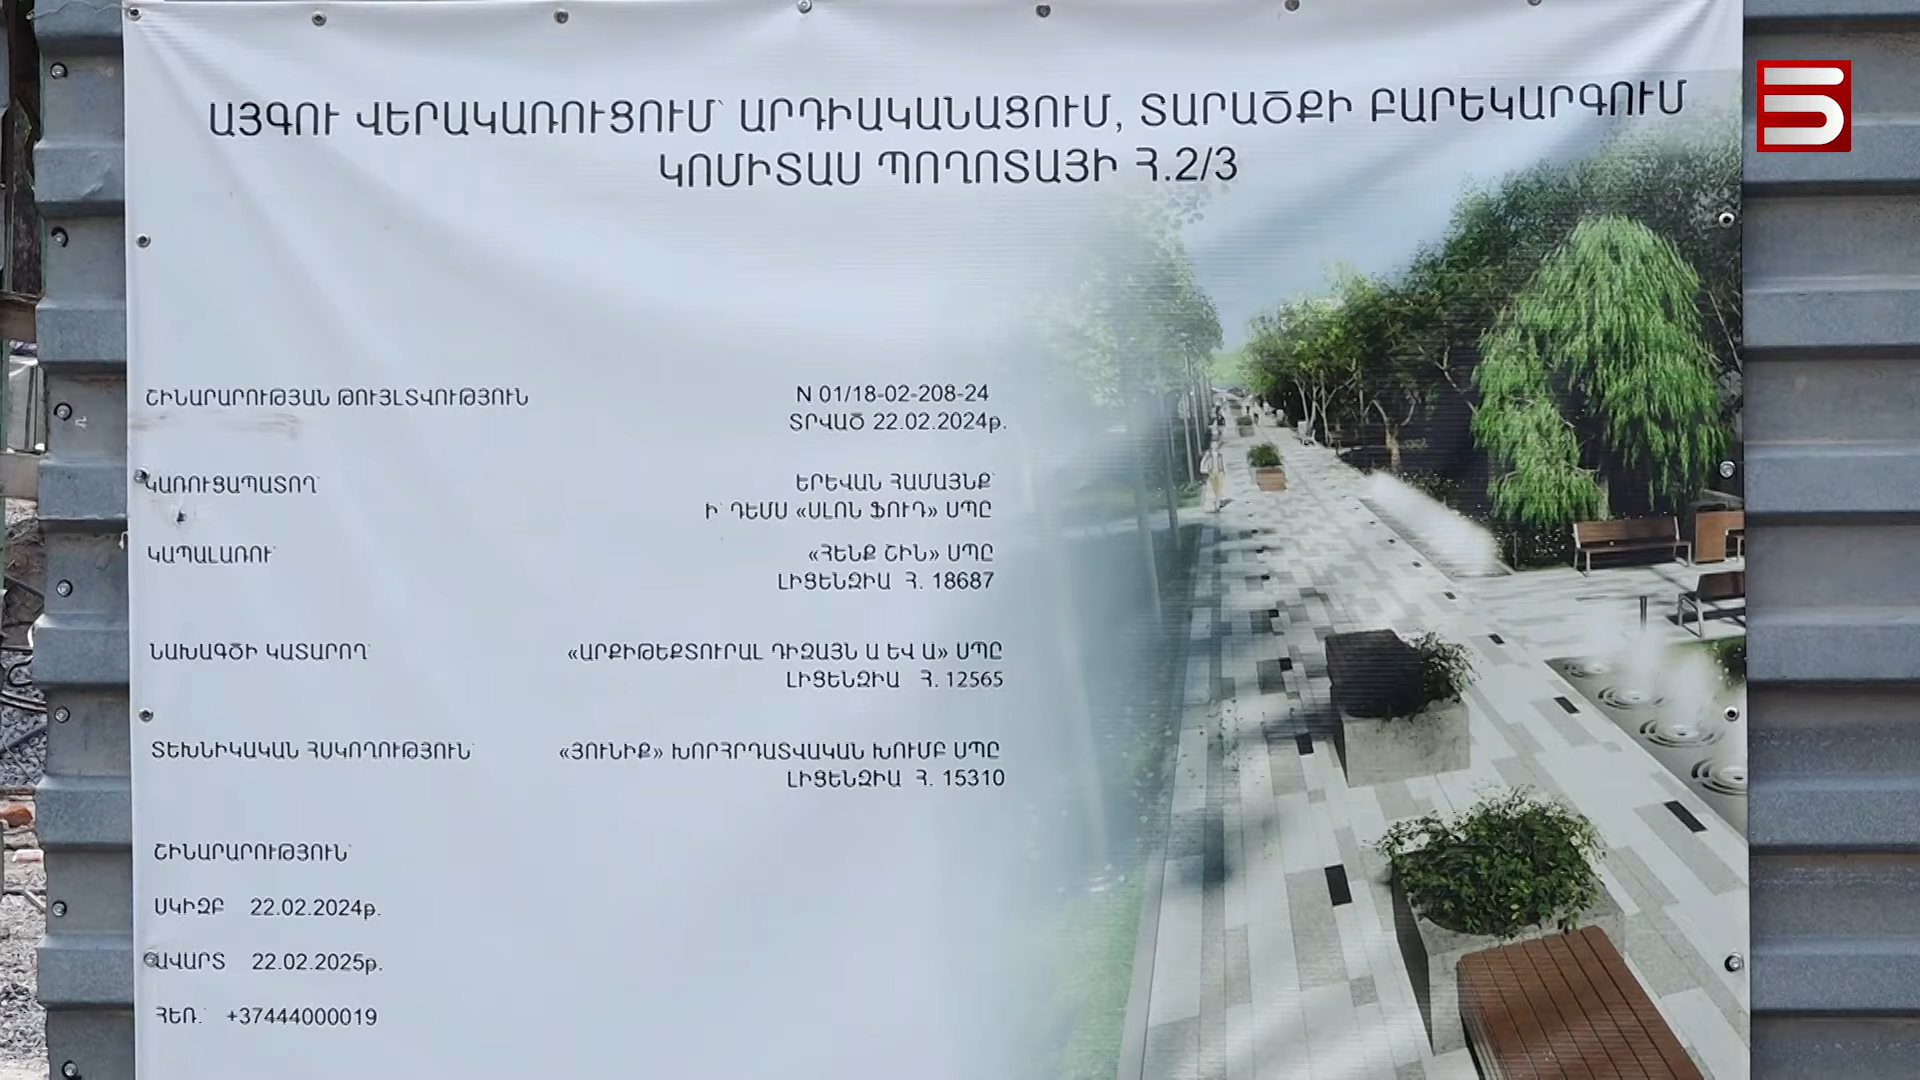 ԱՅԳՈՒ ՎԵՐԱԿԱՌՈՒՑՈՒՄ՝ ԱՐԴԻԱԿԱՆԱՑՈՒՄ, ՏԱՐԱԾՔԻ ԲԱՐԵԿԱՐԳՈՒՄ
ԿՈՄԻՏԱՍ ՊՈՂՈՏԱՅԻ Հ.2/3
ՇԻՆԱՐԱՐՈՒԹՅԱՆ ԹՈՒՅԼՏՎՈՒԹՅՈՒՆ N 01/18-02-208-24
ՏՐՎԱԾ 22.02.2024թ.
ԿԱՌՈՒՑԱՊԱՏՈՂ՝ ԵՐԵՎԱՆ ՀԱՄԱՅՆՔ՝
Ի՝ ԴԵՄՍ «ՍԼՈՆ ՖՈՒԴ» ՍՊԸ
ԿԱՊԱԼԱՌՈՒ՝ «ՀԵՆՔ ՇԻՆ» ՍՊԸ
ԼԻՑԵՆԶԻԱ Հ. 18687
ՆԱԽԱԳԾԻ ԿԱՏԱՐՈՂ՝ «ԱՐՔԻԹԵՔՏՈՒՐԱԼ ԴԻԶԱՅՆ Ա ԵՎ Ա» ՍՊԸ
ԼԻՑԵՆԶԻԱ Հ. 12565
ՏԵԽՆԻԿԱԿԱՆ ՀՍԿՈՂՈՒԹՅՈՒՆ՝ «ՅՈՒՆԻՔ» ԽՈՐՀՐԴԱՏՎԱԿԱՆ ԽՈՒՄԲ ՍՊԸ
ԼԻՑԵՆԶԻԱ Հ. 15310
ՇԻՆԱՐԱՐՈՒԹՅՈՒՆ՝
ՍԿԻԶԲ 22.02.2024թ.
ԱՎԱՐՏ 22.02.2025թ.
ՀԵՌ.՝ +37444000019